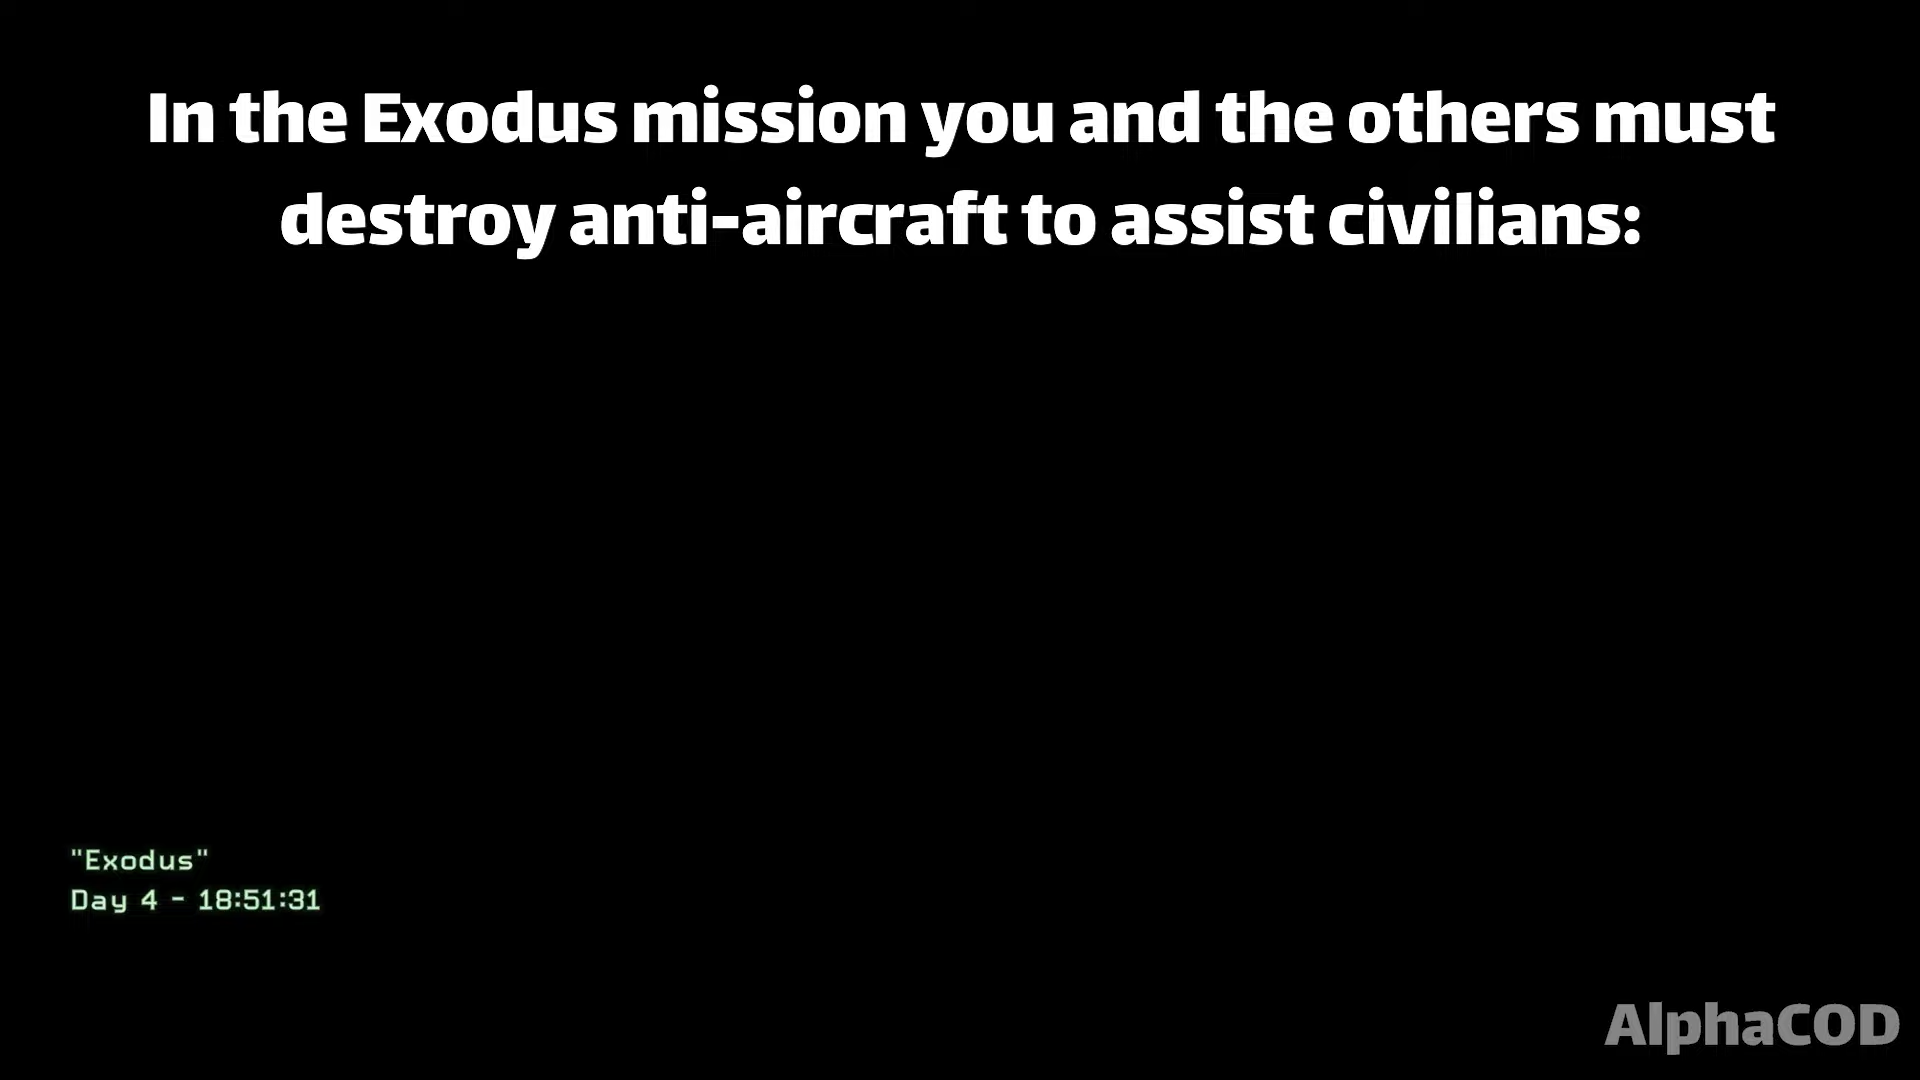 In the Exodus mission you and the others must
destroy anti-aircraft to assist civilians:
"Exodus"
Day 4 - 18:51:31
AlphaCOD